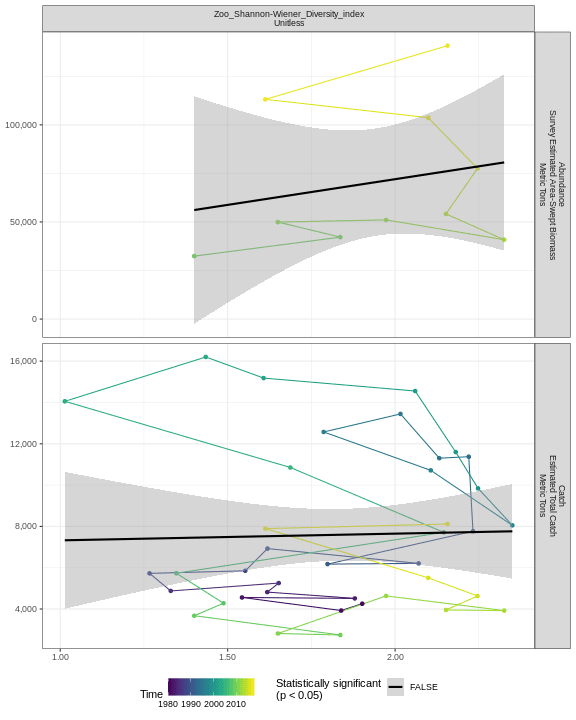 Zoo_Shannon-Wiener_Diversity_index
Unitless
100,000
50,000
0
Abundance
Survey Estimated Area-Swept Biomass
Metric Tons
16,000
12,000
8,000
4,000
Catch
Estimated Total Catch
Metric Tons
1.00
1.50
2.00
Time
1980 1990 2000 2010
Statistically significant
(p < 0.05)
FALSE